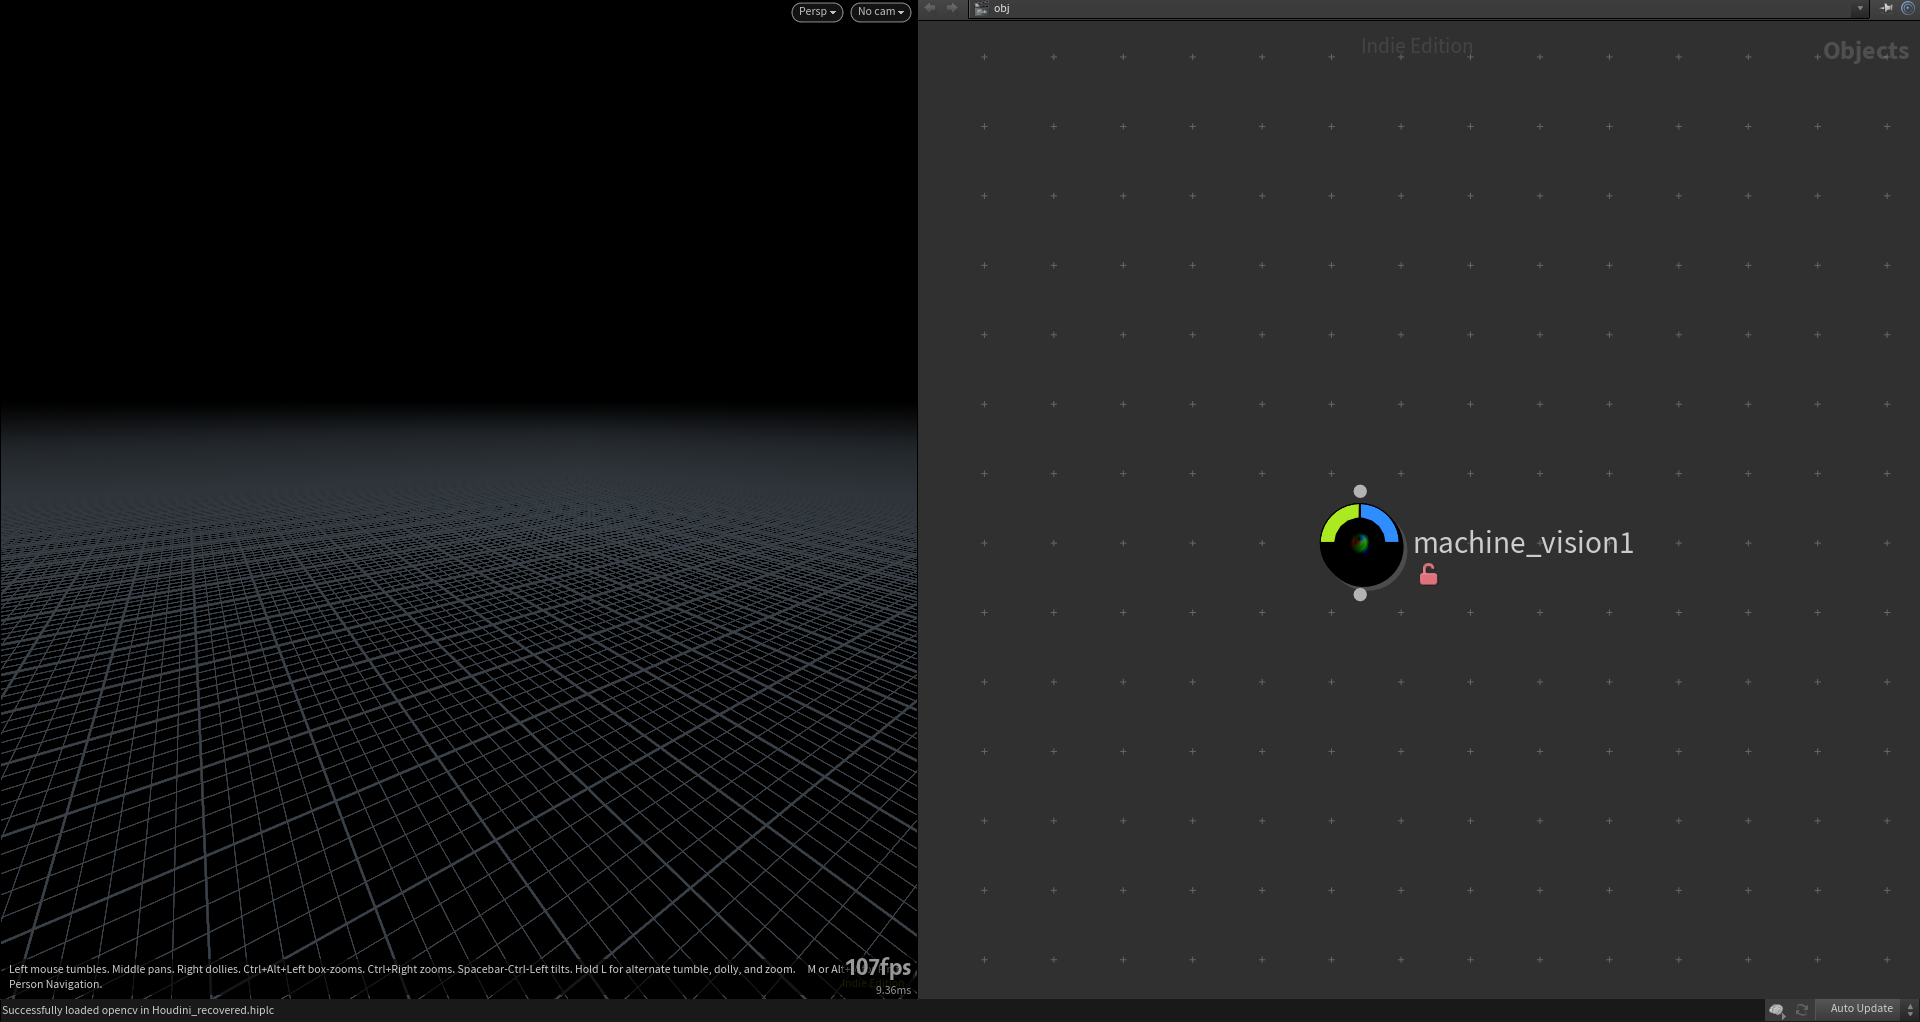 Persp
No cam
obj
Indie Edition
Objects
machine_vision1
Left mouse tumbles. Middle pans. Right dollies. Ctrl+Alt+Left box-zooms. Ctrl+Right zooms. Spacebar-Ctrl-Left tilts. Hold L for alternate tumble, dolly, and zoom. M or Alt
107fps
Person Navigation.
Indie Edition
9.36ms
Successfully loaded opencv in Houdini_recovered.hiplc
Auto Update